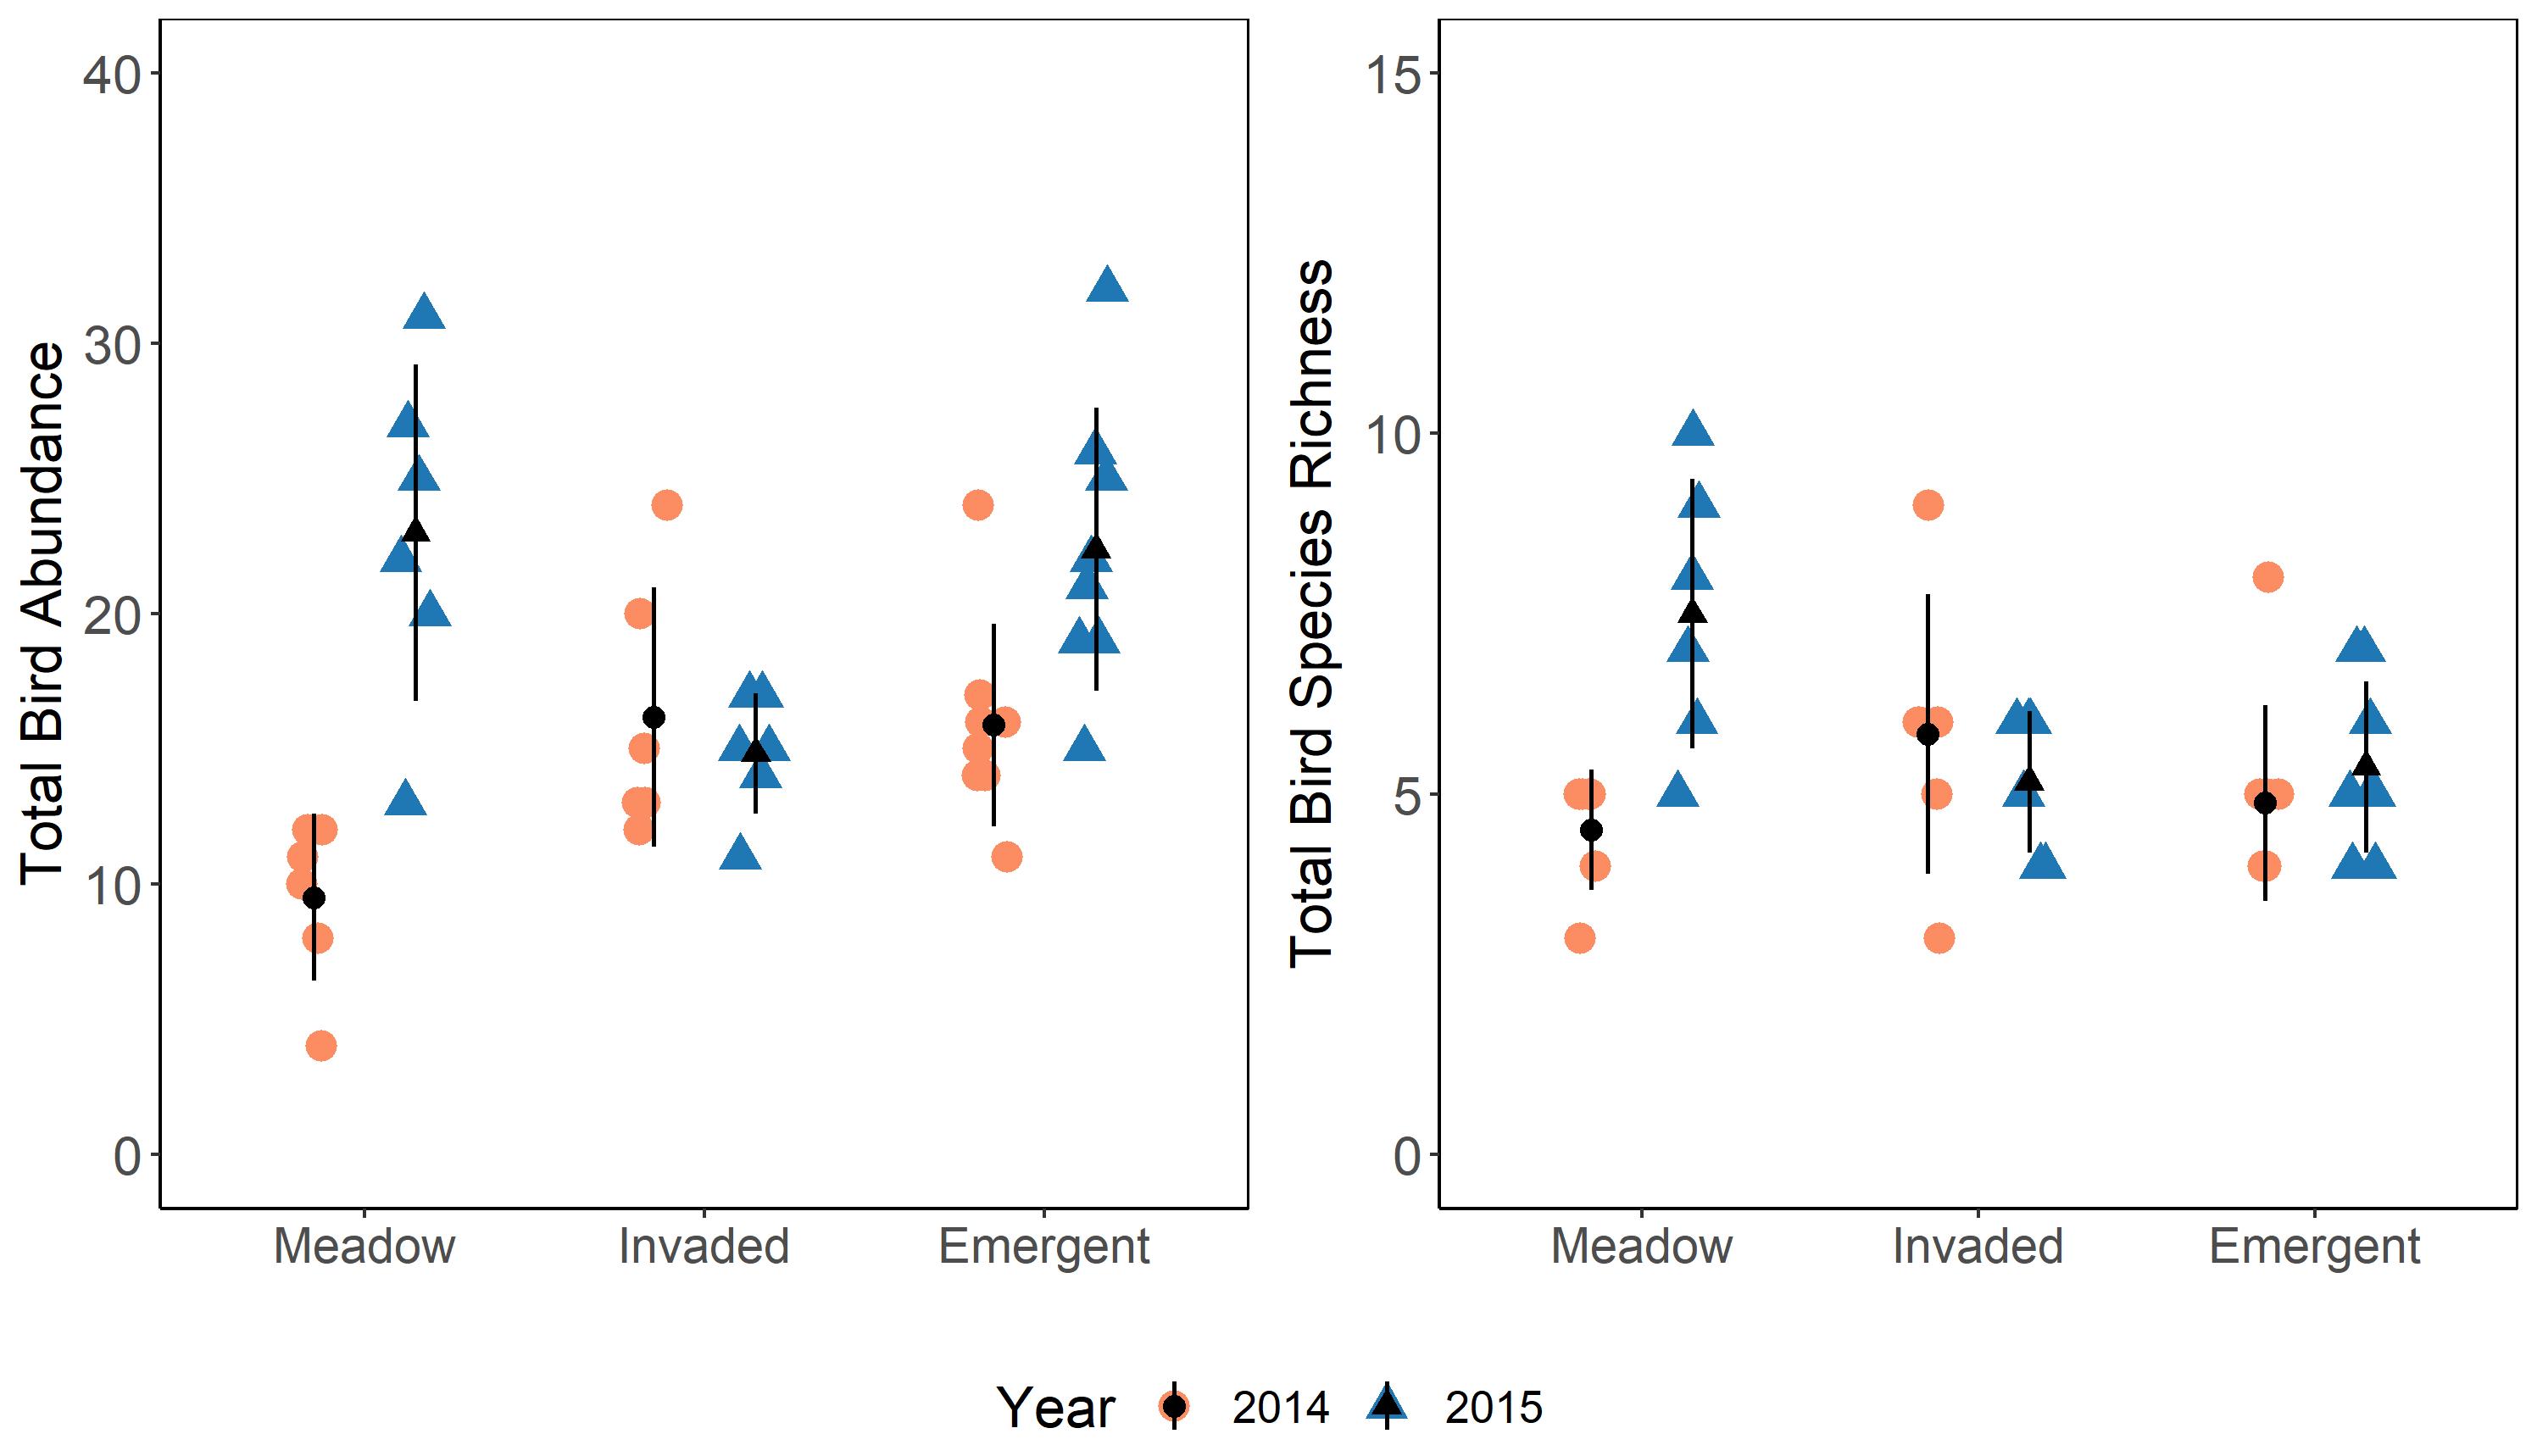 Total Bird Abundance
40
30
20
10
0
Meadow Invaded Emergent
Total Bird Species Richness
15
10
5
0
Meadow Invaded Emergent
Year 2014 2015